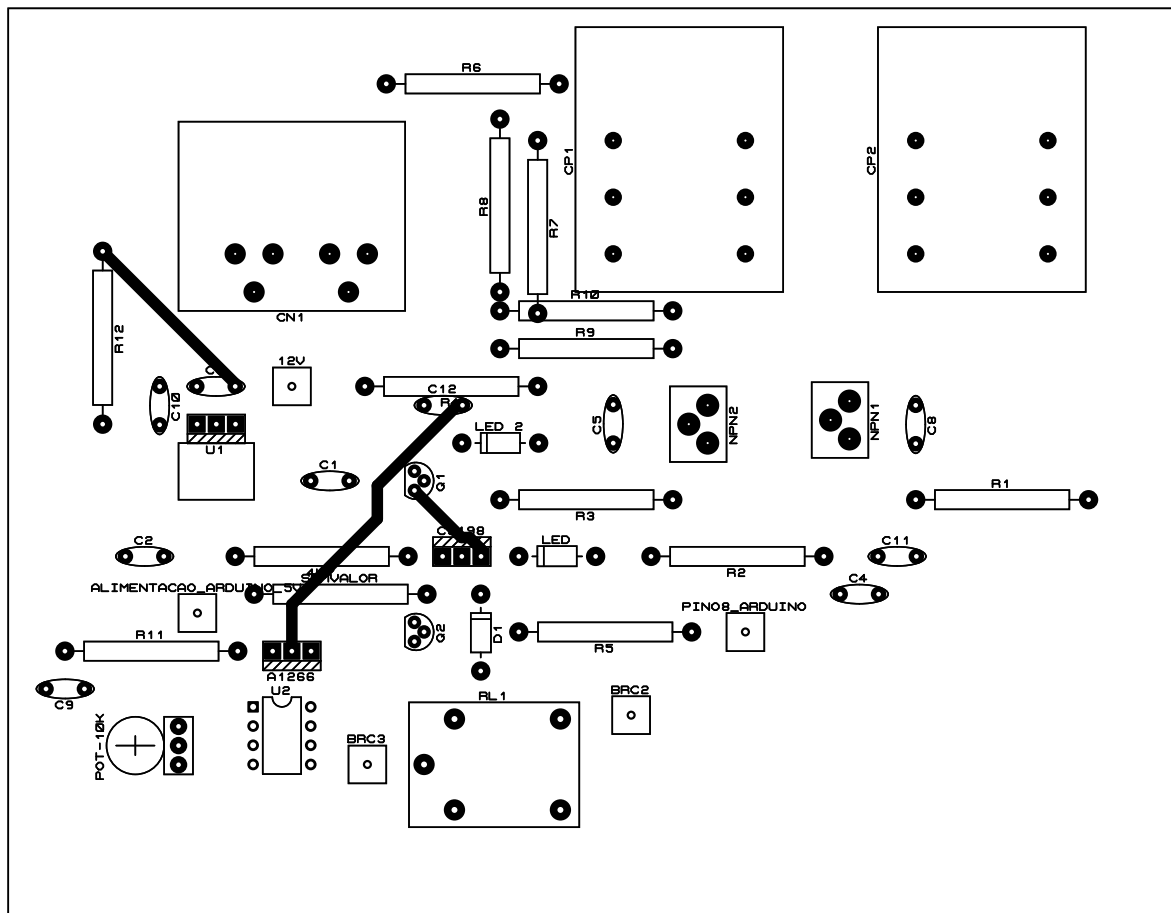 R6
CP1
CP2
R8
R7
R10
CN1
R9
R12
12V
C12
C10
C5
NPN2
NPN1
C8
LED 2
U1
C1
Q1
R1
R3
C2
LED
C11
R2
C4
ALIMENTACAO_ARDUINO_5V
PINO8_ARDUINO
R11
Q2
D1
R5
A1266
U2
RL1
BRC2
C9
POT-10K
BRC3